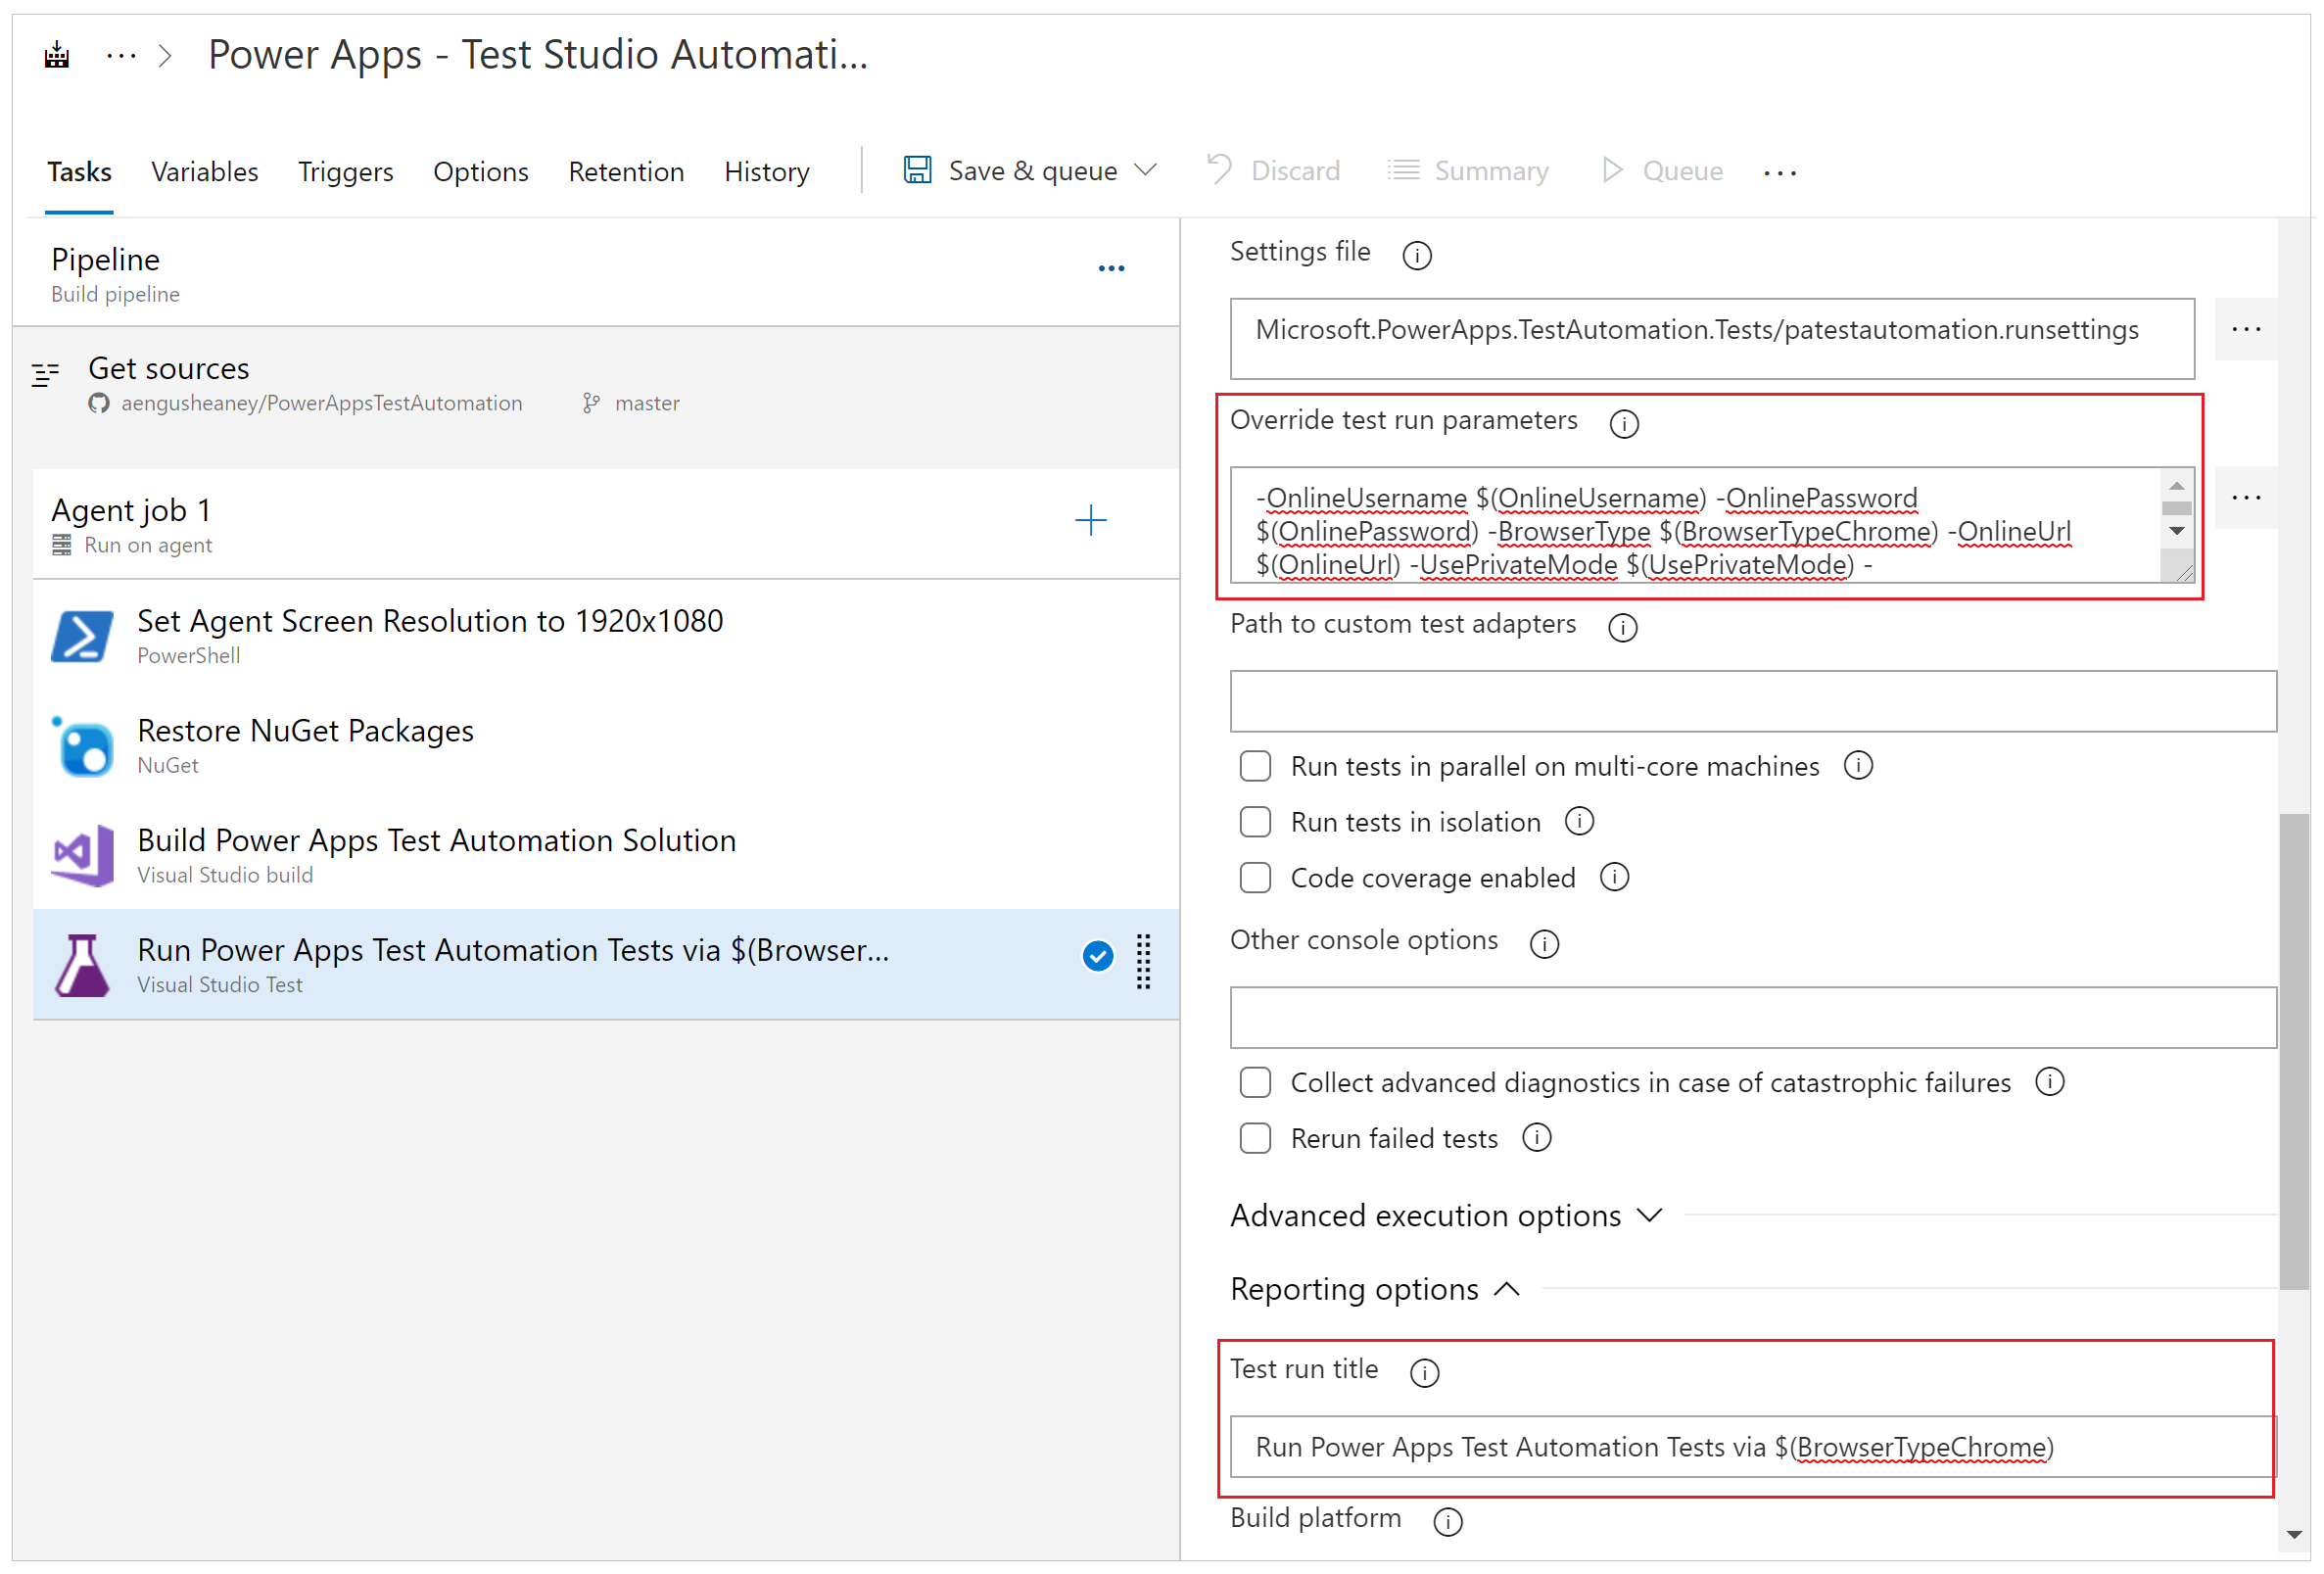 Power Apps - Test Studio Automati...
Tasks
Variables
Triggers
Options
Retention
History
Save & queue
Discard
Summary
Queue
Pipeline
Build pipeline
Get sources
aengusheaney/PowerAppsTestAutomation
master
Agent job 1
Run on agent
Set Agent Screen Resolution to 1920x1080
PowerShell
Restore NuGet Packages
NuGet
Build Power Apps Test Automation Solution
Visual Studio build
Run Power Apps Test Automation Tests via $(Browser...
Visual Studio Test
Settings file
Microsoft.PowerApps.TestAutomation.Tests/patestautomation.runsettings
Override test run parameters
-OnlineUsername $(OnlineUsername) -OnlinePassword
$(OnlinePassword) -BrowserType $(BrowserTypeChrome) -OnlineUrl
$(OnlineUrl) -UsePrivateMode $(UsePrivateMode) -
Path to custom test adapters
Run tests in parallel on multi-core machines
Run tests in isolation
Code coverage enabled
Other console options
Collect advanced diagnostics in case of catastrophic failures
Rerun failed tests
Advanced execution options
Reporting options
Test run title
Run Power Apps Test Automation Tests via $(BrowserTypeChrome)
Build platform